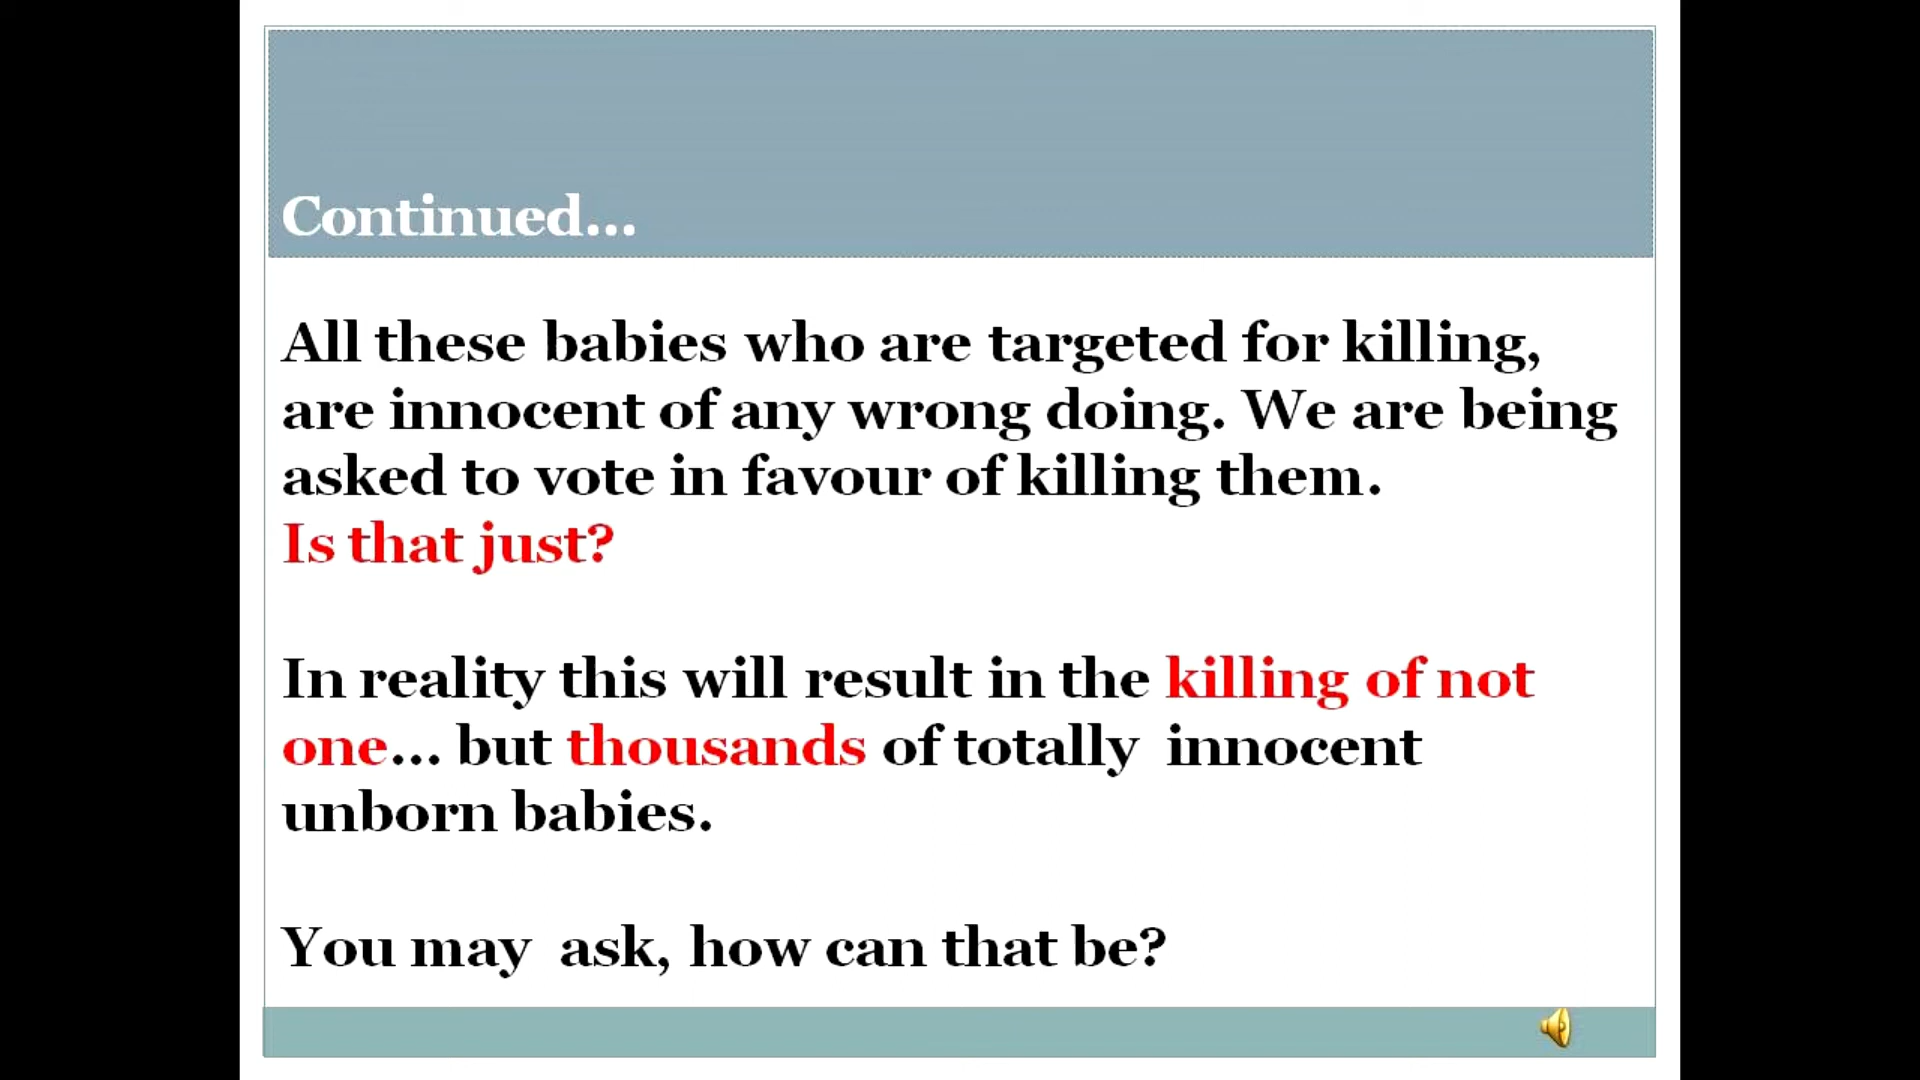 Continued...
All these babies who are targeted for killing,
are innocent of any wrong doing. We are being
asked to vote in favour of killing them.
Is that just?
In reality this will result in the killing of not
one... but thousands of totally innocent
unborn babies.
You may ask, how can that be?